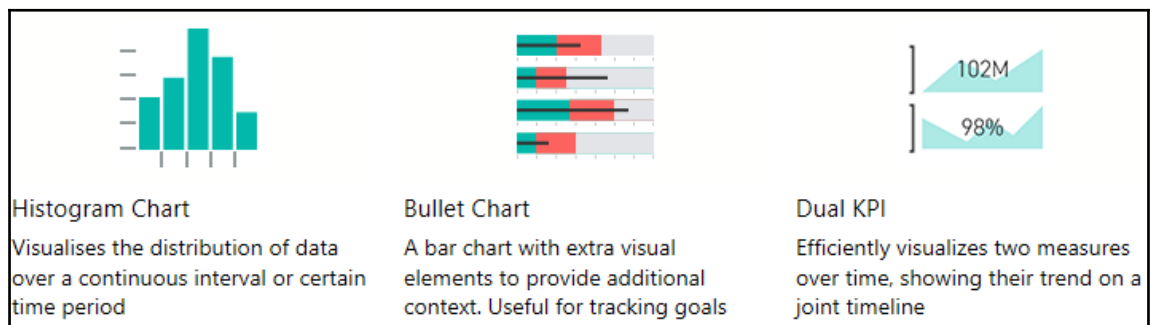 102M
98%
Histogram Chart
Visualises the distribution of data
over a continuous interval or certain
time period
Bullet Chart
A bar chart with extra visual
elements to provide additional
context. Useful for tracking goals
Dual KPI
Efficiently visualizes two measures
over time, showing their trend on a
joint timeline